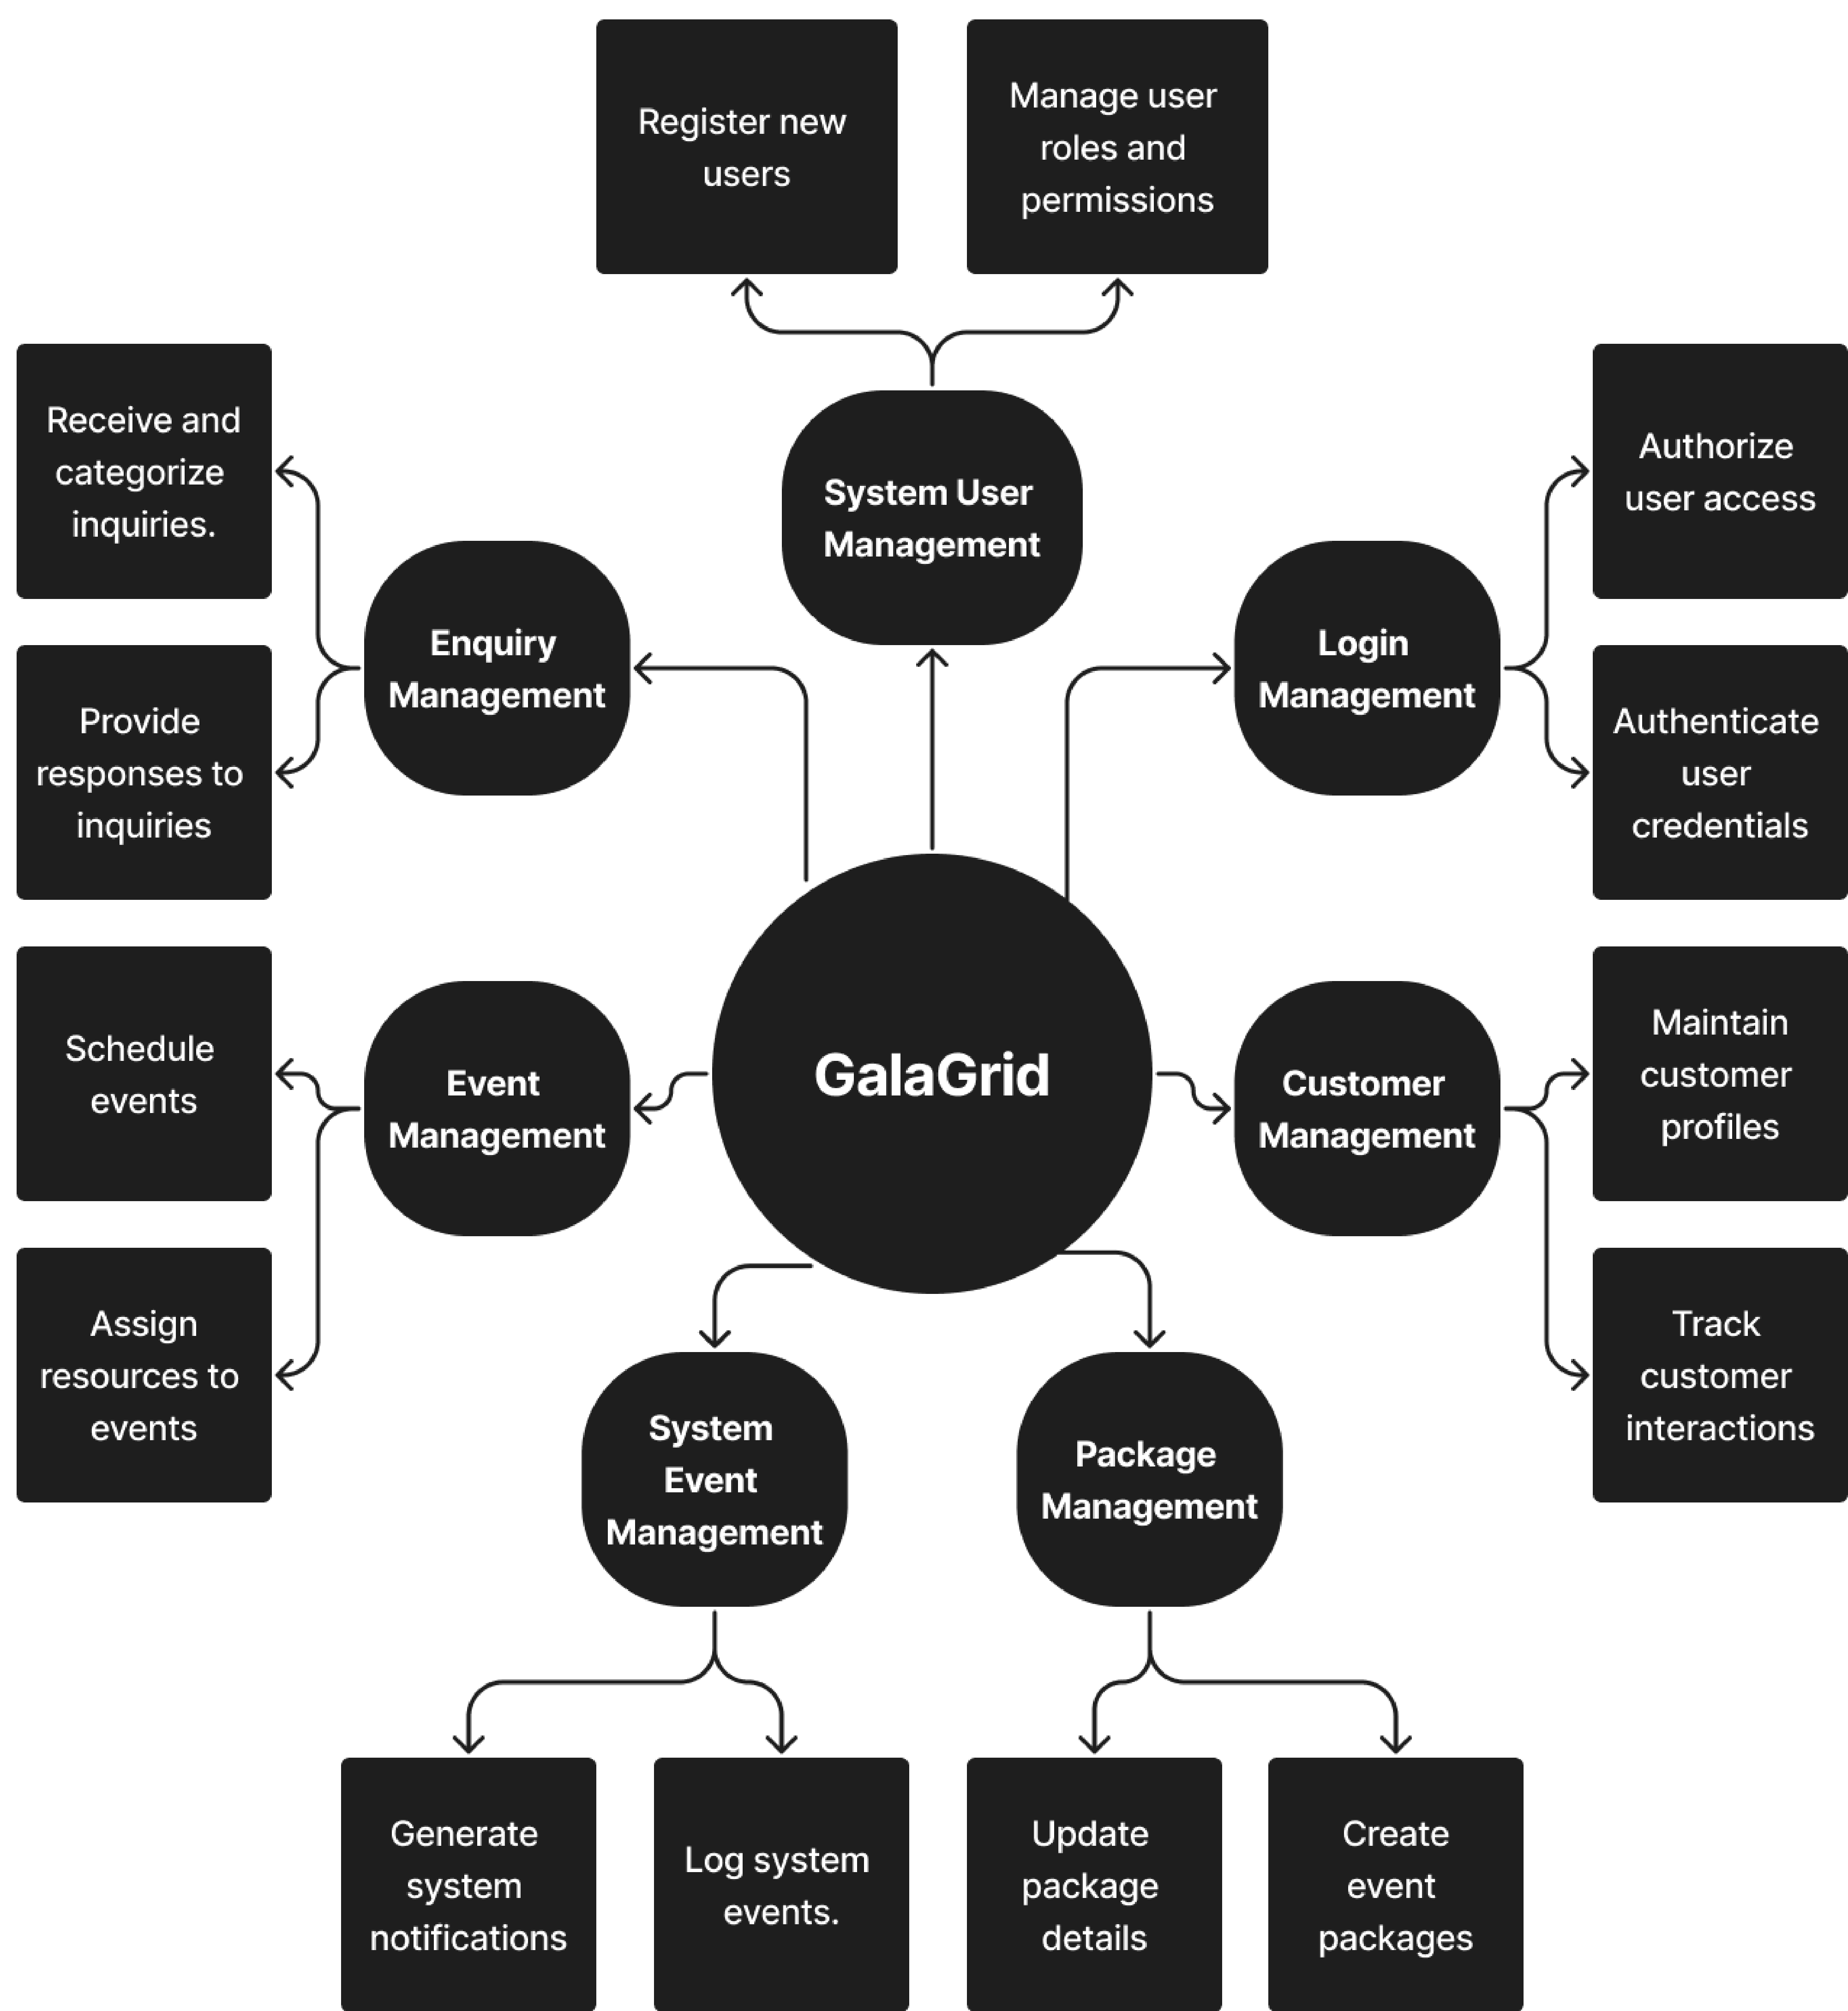 Register new
users
Manage user
roles and
permissions
Receive and
categorize
inquiries.
System User
Management
Authorize
user access
Enquiry
Management
Login
Management
Provide
responses to
inquiries
Authenticate
user
credentials
Schedule
events
Event
Management
GalaGrid
Customer
Management
Maintain
customer
profiles
Assign
resources to
events
Track
customer
interactions
System
Event
Management
Package
Management
Generate
system
notifications
Log system
events.
Update
package
details
Create
event
packages